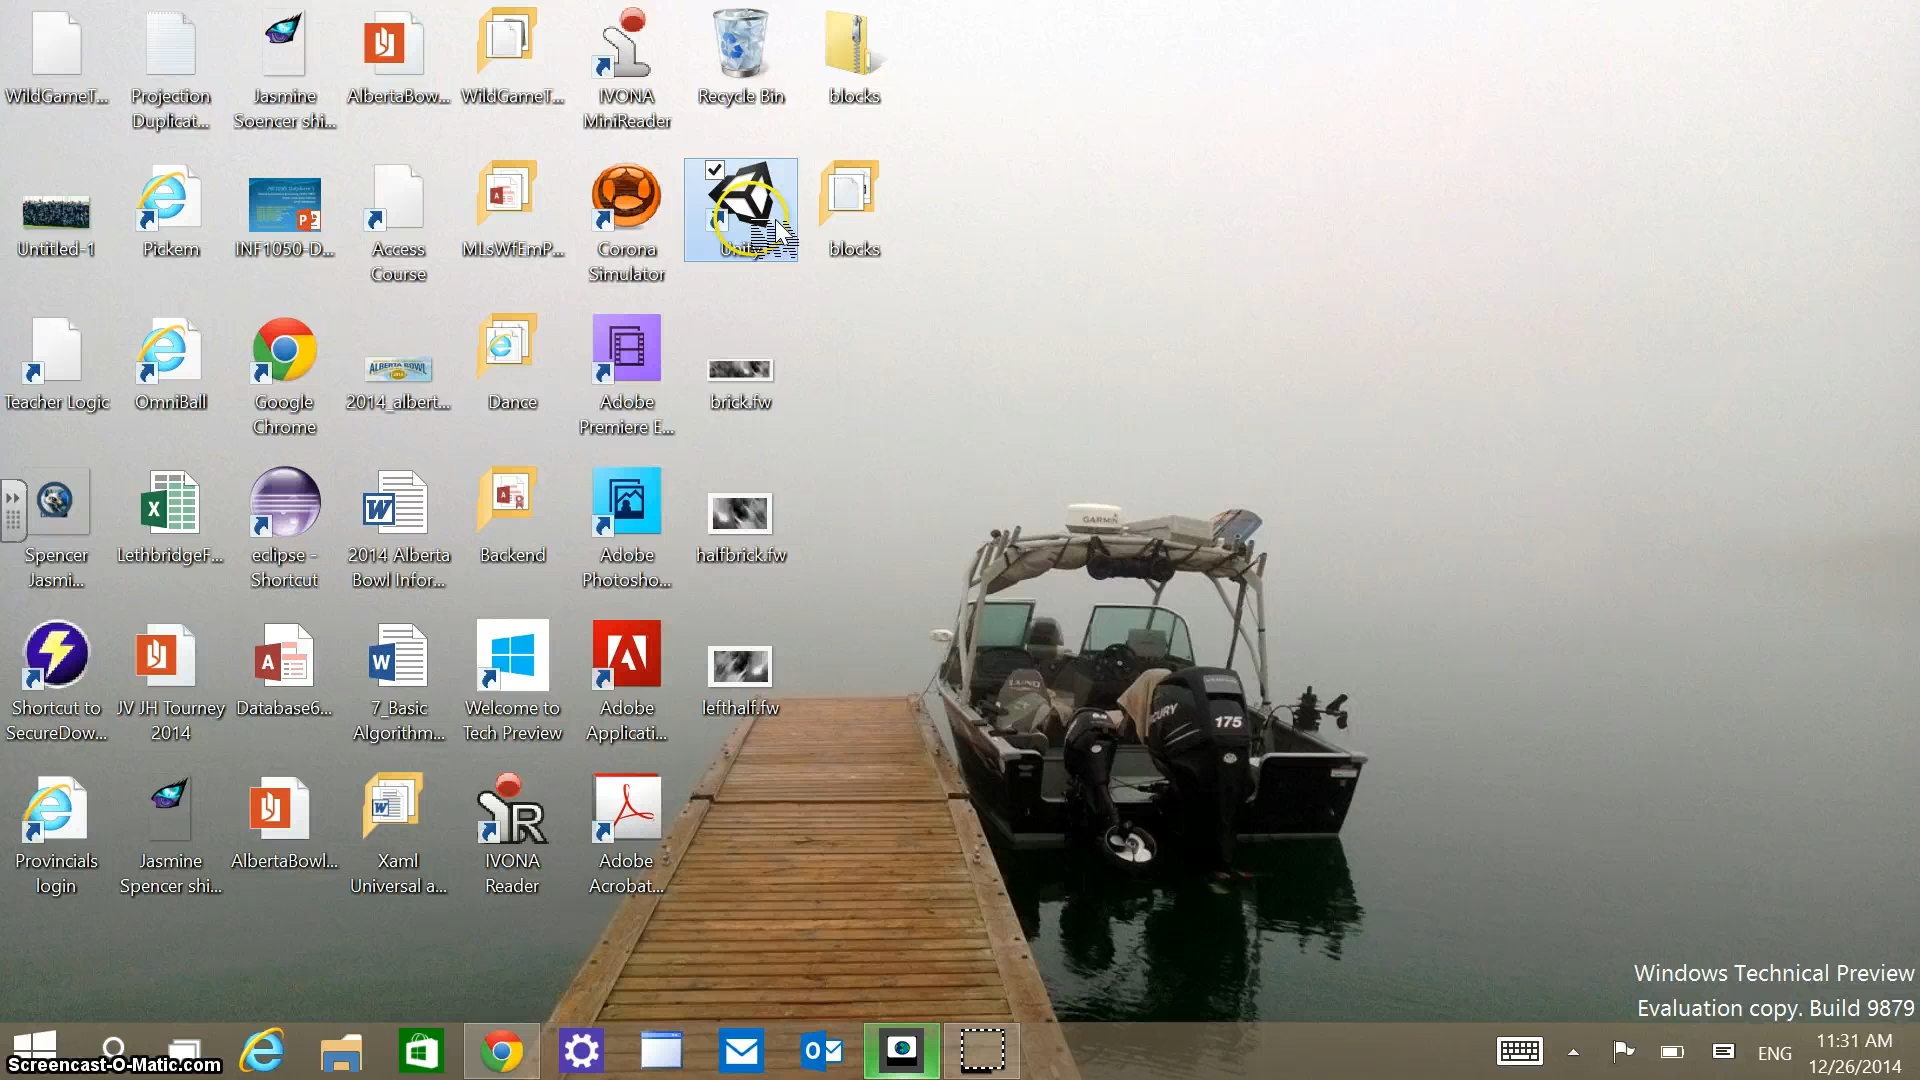 WildGameT...
Projection
Duplicat...
Jasmine
Soencer shi...
AlbertaBow...
WildGameT...
IVONA
MiniReader
Recycle Bin
blocks
Untitled-1
Pickem
INF1050-D...
Access
Course
MLsWfEmP...
Corona
Simulator
Unity
blocks
Teacher Logic
OmniBall
Google
Chrome
ALBERTA BOWL
2014_albert...
Dance
Adobe
Premiere E...
brick.fw
Spencer
Jasmi...
LethbridgeF...
eclipse -
Shortcut
2014 Alberta
Bowl Infor...
Backend
Adobe
Photosho...
halfbrick.fw
Shortcut to
SecureDow...
JV JH Tourney
2014
Database6...
7_Basic
Algorithm...
Welcome to
Tech Preview
Adobe
Applicati...
lefthalf.fw
Provincials
login
Jasmine
Spencer shi...
AlbertaBowl...
Xaml
Universal a...
R
IVONA
Reader
Adobe
Acrobat...
GARMIN
175
Windows Technical Preview
Evaluation copy. Build 9879
Screencast-O-Matic.com
ENG
11:31 AM
12/26/2014